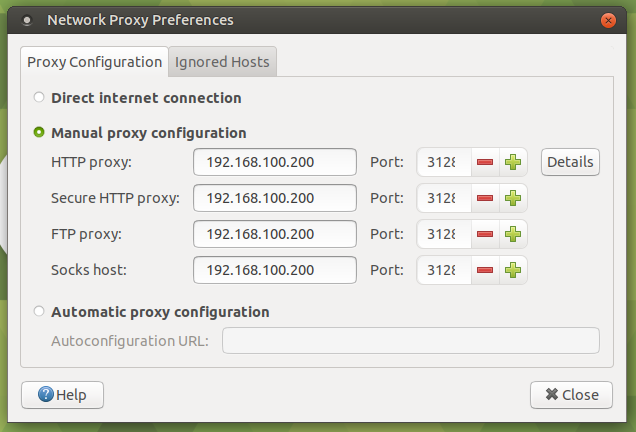 Network Proxy Preferences
Proxy Configuration Ignored Hosts
Direct internet connection
Manual proxy configuration
HTTP proxy: 192.168.100.200 Port: 3128 Details
Secure HTTP proxy: 192.168.100.200 Port: 3128
FTP proxy: 192.168.100.200 Port: 3128
Socks host: 192.168.100.200 Port: 3128
Automatic proxy configuration
Autoconfiguration URL:
Help Close